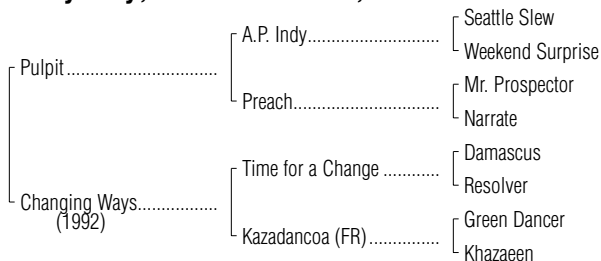 Seattle Slew
A.P. Indy
Weekend Surprise
Pulpit
Mr. Prospector
Preach
Narrate
Damascus
Time for a Change
Resolver
Changing Ways
(1992)
Green Dancer
Kazadancoa (FR)
Khazaeen